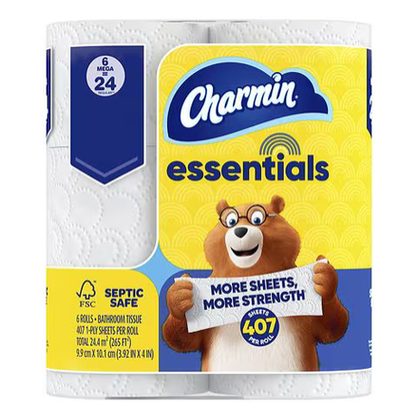 6
MEGA
=
24
REGULAR
Charmin
essentials
MORE SHEETS,
MORE STRENGTH
SHEETS
407
PER ROLL
FSC
SEPTIC
SAFE
6 ROLLS • BATHROOM TISSUE
407 1-PLY SHEETS PER ROLL
TOTAL 24.4 m² (265 FT²)
9.9 cm X 10.1 cm (3.92 IN X 4 IN)